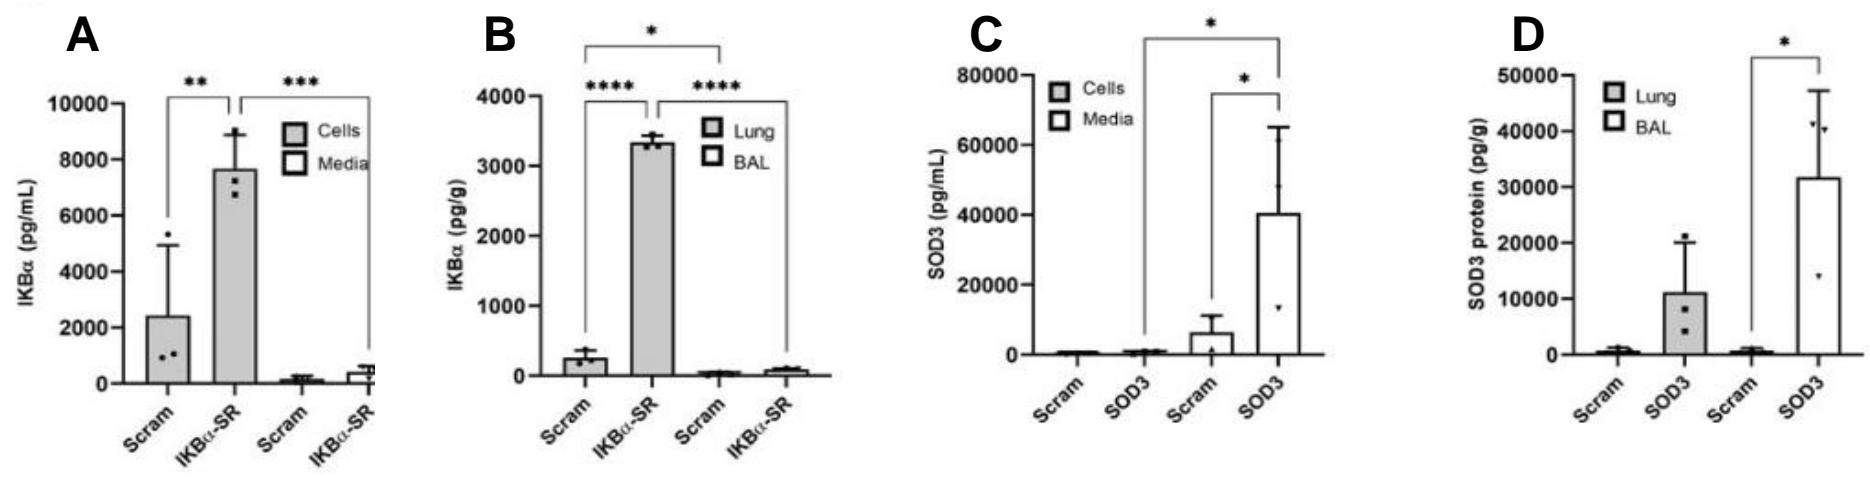 A
** ***
10000
8000
6000
4000
2000
0
IKBα (pg/mL)
Cells
Media
Scram
IKBα-SR
Scram
IKBα-SR
B
*
**** ****
4000
3000
2000
1000
0
IKBα (pg/g)
Lung
BAL
Scram
IKBα-SR
Scram
IKBα-SR
C
*
*
80000
60000
40000
20000
0
SOD3 (pg/mL)
Cells
Media
Scram
SOD3
Scram
SOD3
D
*
50000
40000
30000
20000
10000
0
SOD3 protein (pg/g)
Lung
BAL
Scram
SOD3
Scram
SOD3